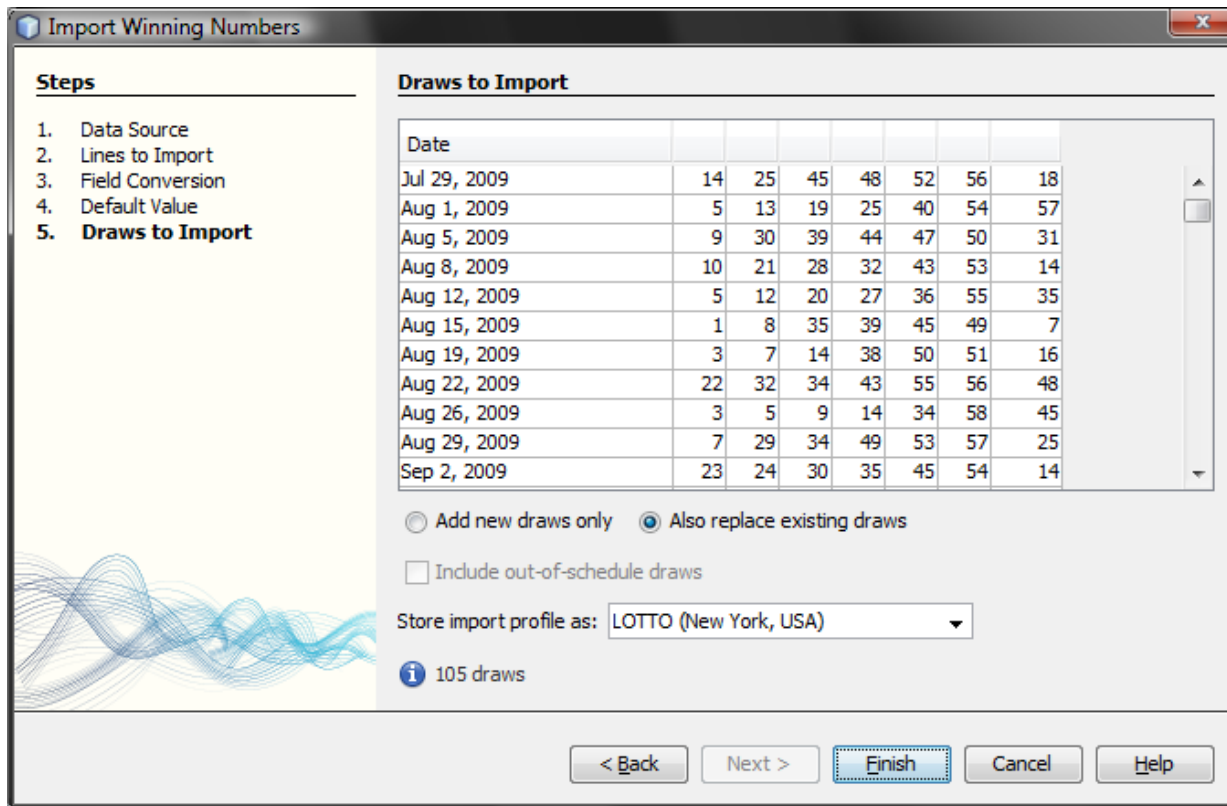 Import Winning Numbers
Steps
1. Data Source
2. Lines to Import
3. Field Conversion
4. Default Value
5. Draws to Import
Draws to Import
Date
Jul 29, 2009 14 25 45 48 52 56 18
Aug 1, 2009 5 13 19 25 40 54 57
Aug 5, 2009 9 30 39 44 47 50 31
Aug 8, 2009 10 21 28 32 43 53 14
Aug 12, 2009 5 12 20 27 36 55 35
Aug 15, 2009 1 8 35 39 45 49 7
Aug 19, 2009 3 7 14 38 50 51 16
Aug 22, 2009 22 32 34 43 55 56 48
Aug 26, 2009 3 5 9 14 34 58 45
Aug 29, 2009 7 29 34 49 53 57 25
Sep 2, 2009 23 24 30 35 45 54 14
Add new draws only Also replace existing draws
Include out-of-schedule draws
Store import profile as: LOTTO (New York, USA)
105 draws
< Back Next > Finish Cancel Help